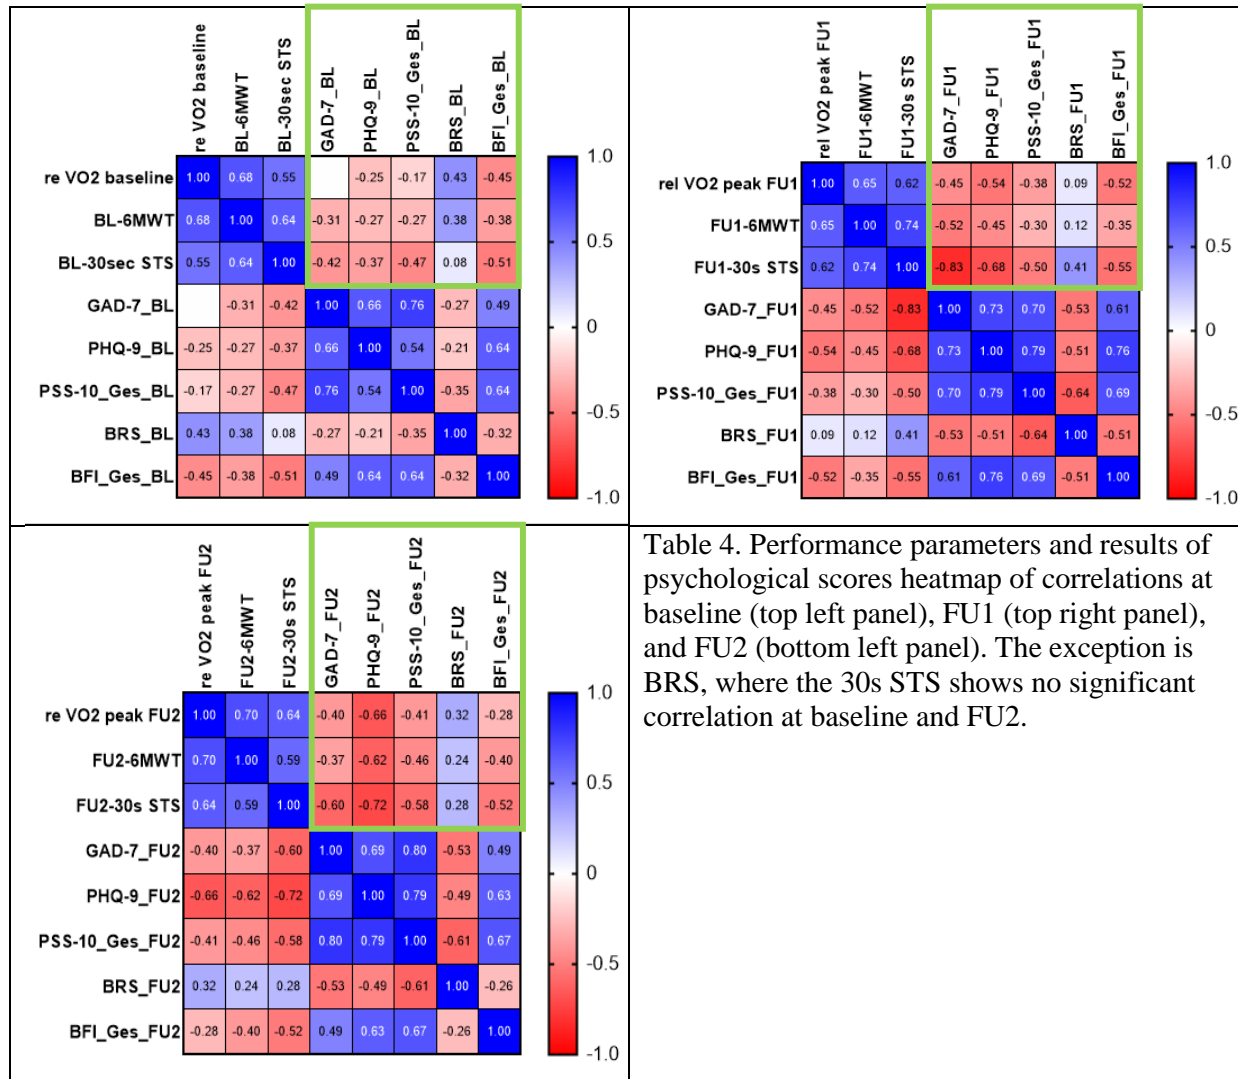 re VO2 baseline
BL-6MWT
BL-30sec STS
GAD-7_BL
PHQ-9_BL
PSS-10_Ges_BL
BRS_BL
BFI_Ges_BL
re VO2 baseline 1.00 0.68 0.55 -0.25 -0.17 0.43 -0.45
BL-6MWT 0.68 1.00 0.64 -0.31 -0.27 -0.27 0.38 -0.38
BL-30sec STS 0.55 0.64 1.00 -0.42 -0.37 -0.47 0.08 -0.51
GAD-7_BL -0.31 -0.42 1.00 0.66 0.76 -0.27 0.49
PHQ-9_BL -0.25 -0.27 -0.37 0.66 1.00 0.54 -0.21 0.64
PSS-10_Ges_BL -0.17 -0.27 -0.47 0.76 0.54 1.00 -0.35 0.64
BRS_BL 0.43 0.38 0.08 -0.27 -0.21 -0.35 1.00 -0.32
BFI_Ges_BL -0.45 -0.38 -0.51 0.49 0.64 0.64 -0.32 1.00
1.0
0.5
0
-0.5
-1.0
rel VO2 peak FU1
FU1-6MWT
FU1-30s STS
GAD-7_FU1
PHQ-9_FU1
PSS-10_Ges_FU1
BRS_FU1
BFI_Ges_FU1
rel VO2 peak FU1 1.00 0.65 0.62 -0.45 -0.54 -0.38 0.09 -0.52
FU1-6MWT 0.65 1.00 0.74 -0.52 -0.45 -0.30 0.12 -0.35
FU1-30s STS 0.62 0.74 1.00 -0.83 -0.68 -0.50 0.41 -0.55
GAD-7_FU1 -0.45 -0.52 -0.83 1.00 0.73 0.70 -0.53 0.61
PHQ-9_FU1 -0.54 -0.45 -0.68 0.73 1.00 0.79 -0.51 0.76
PSS-10_Ges_FU1 -0.38 -0.30 -0.50 0.70 0.79 1.00 -0.64 0.69
BRS_FU1 0.09 0.12 0.41 -0.53 -0.51 -0.64 1.00 -0.51
BFI_Ges_FU1 -0.52 -0.35 -0.55 0.61 0.76 0.69 -0.51 1.00
1.0
0.5
0
-0.5
-1.0
re VO2 peak FU2
FU2-6MWT
FU2-30s STS
GAD-7_FU2
PHQ-9_FU2
PSS-10_Ges_FU2
BRS_FU2
BFI_Ges_FU2
re VO2 peak FU2 1.00 0.70 0.64 -0.40 -0.66 -0.41 0.32 -0.28
FU2-6MWT 0.70 1.00 0.59 -0.37 -0.62 -0.46 0.24 -0.40
FU2-30s STS 0.64 0.59 1.00 -0.60 -0.72 -0.58 0.28 -0.52
GAD-7_FU2 -0.40 -0.37 -0.60 1.00 0.69 0.80 -0.53 0.49
PHQ-9_FU2 -0.66 -0.62 -0.72 0.69 1.00 0.79 -0.49 0.63
PSS-10_Ges_FU2 -0.41 -0.46 -0.58 0.80 0.79 1.00 -0.61 0.67
BRS_FU2 0.32 0.24 0.28 -0.53 -0.49 -0.61 1.00 -0.26
BFI_Ges_FU2 -0.28 -0.40 -0.52 0.49 0.63 0.67 -0.26 1.00
1.0
0.5
0
-0.5
-1.0
Table 4. Performance parameters and results of
psychological scores heatmap of correlations at
baseline (top left panel), FU1 (top right panel),
and FU2 (bottom left panel). The exception is
BRS, where the 30s STS shows no significant
correlation at baseline and FU2.